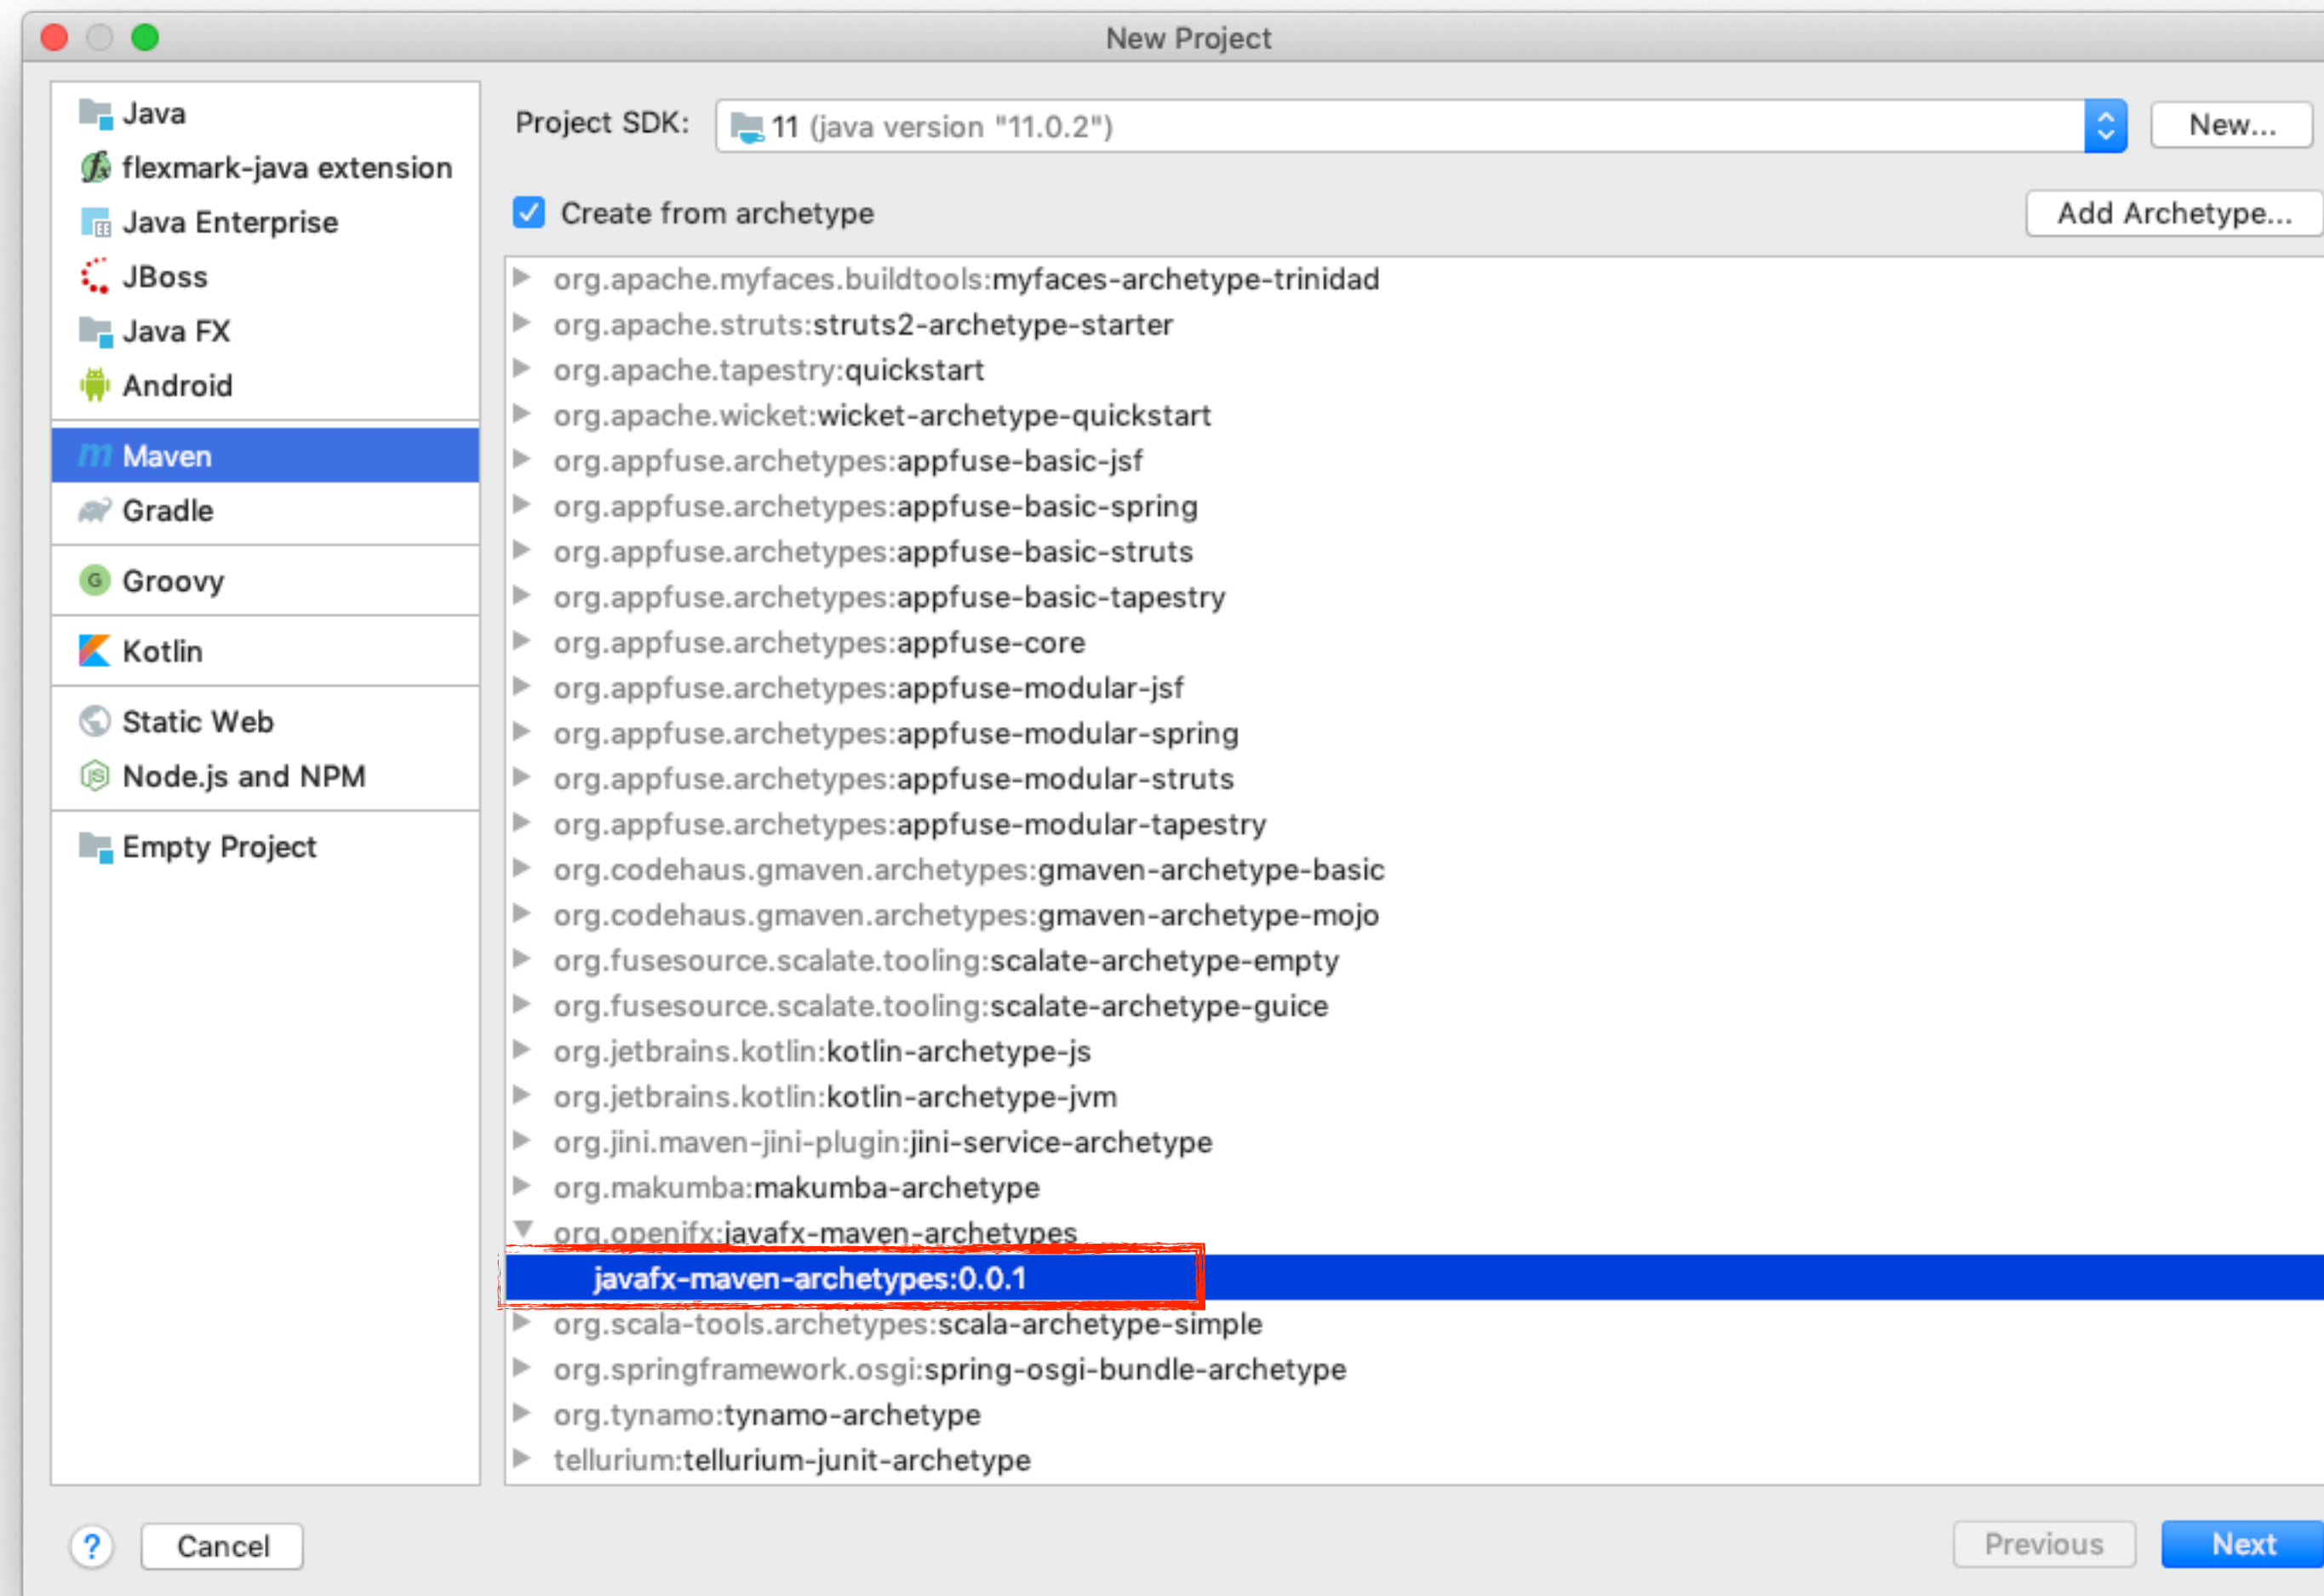 New Project
Java
flexmark-java extension
Java Enterprise
JBoss
Java FX
Android
Maven
Gradle
Groovy
Kotlin
Static Web
Node.js and NPM
Empty Project
Project SDK: 11 (java version "11.0.2") New...
Create from archetype Add Archetype...
org.apache.myfaces.buildtools:myfaces-archetype-trinidad
org.apache.struts:struts2-archetype-starter
org.apache.tapestry:quickstart
org.apache.wicket:wicket-archetype-quickstart
org.appfuse.archetypes:appfuse-basic-jsf
org.appfuse.archetypes:appfuse-basic-spring
org.appfuse.archetypes:appfuse-basic-struts
org.appfuse.archetypes:appfuse-basic-tapestry
org.appfuse.archetypes:appfuse-core
org.appfuse.archetypes:appfuse-modular-jsf
org.appfuse.archetypes:appfuse-modular-spring
org.appfuse.archetypes:appfuse-modular-struts
org.appfuse.archetypes:appfuse-modular-tapestry
org.codehaus.gmaven.archetypes:gmaven-archetype-basic
org.codehaus.gmaven.archetypes:gmaven-archetype-mojo
org.fusesource.scalate.tooling:scalate-archetype-empty
org.fusesource.scalate.tooling:scalate-archetype-guice
org.jetbrains.kotlin:kotlin-archetype-js
org.jetbrains.kotlin:kotlin-archetype-jvm
org.jini.maven-jini-plugin:jini-service-archetype
org.makumba:makumba-archetype
org.openjfx:javafx-maven-archetypes
javafx-maven-archetypes:0.0.1
org.scala-tools.archetypes:scala-archetype-simple
org.springframework.osgi:spring-osgi-bundle-archetype
org.tynamo:tynamo-archetype
tellurium:tellurium-junit-archetype
? Cancel Previous Next